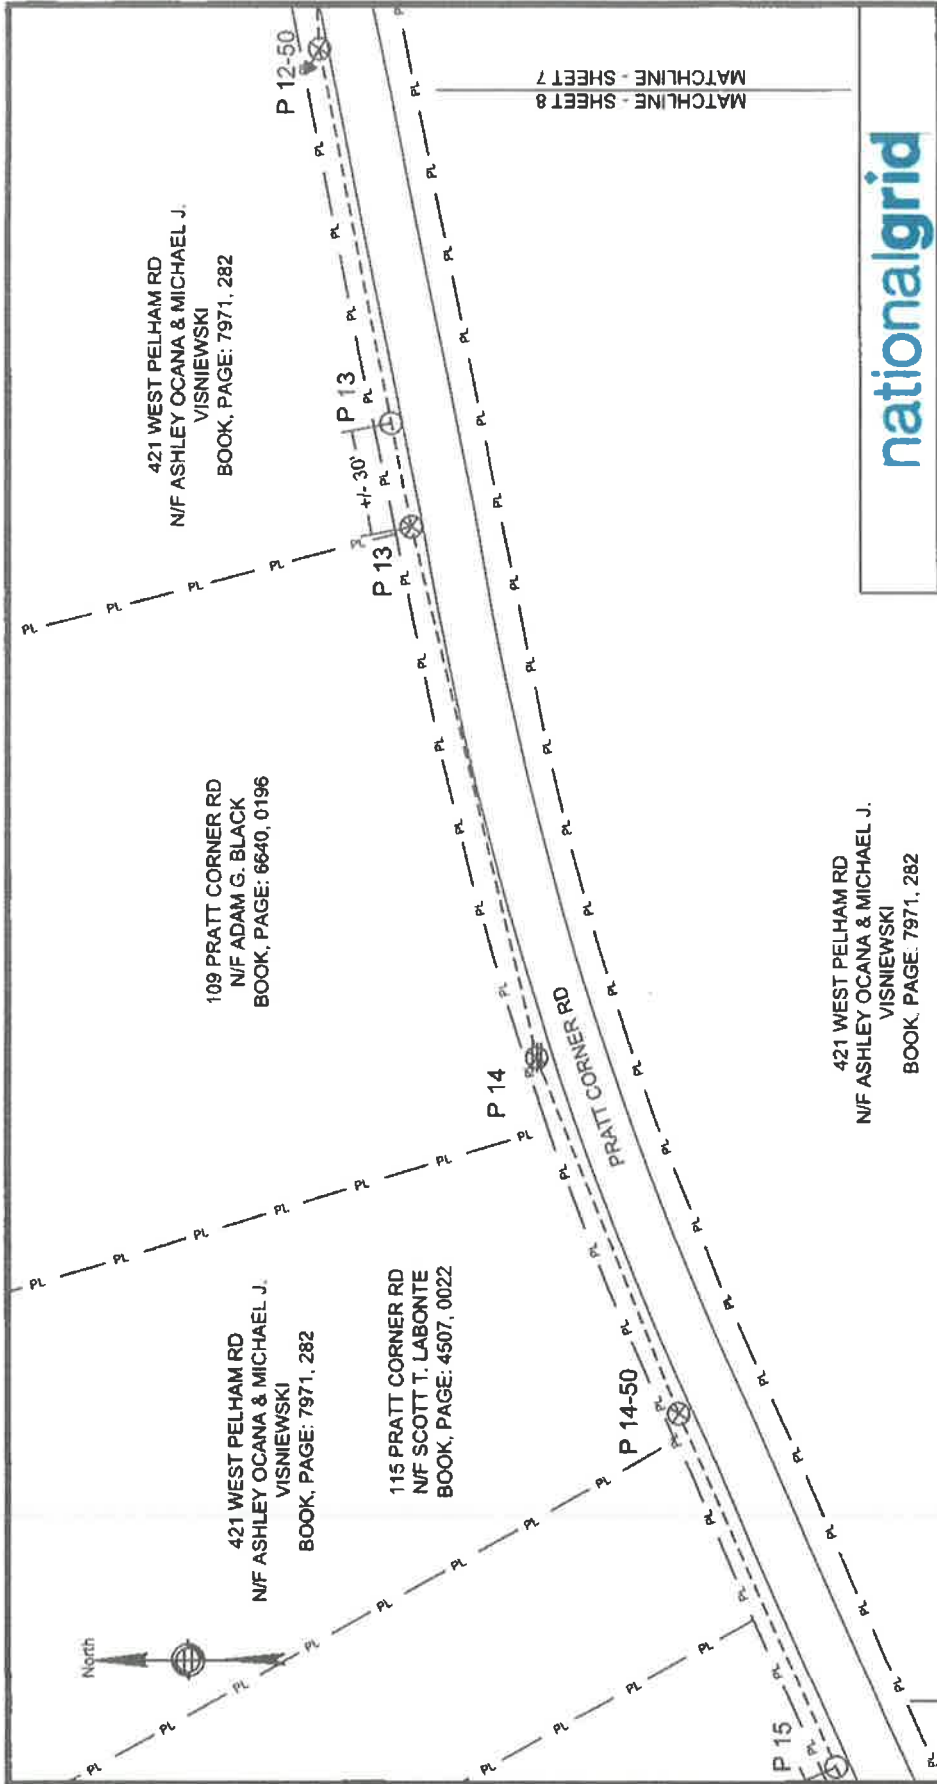 North
421 WEST PELHAM RD
N/F ASHLEY OCANA & MICHAEL J.
VISNIEWSKI
BOOK, PAGE: 7971, 282
115 PRATT CORNER RD
N/F SCOTT T. LABONTE
BOOK, PAGE: 4507, 0022
109 PRATT CORNER RD
N/F ADAM G. BLACK
BOOK, PAGE: 6640, 0196
421 WEST PELHAM RD
N/F ASHLEY OCANA & MICHAEL J.
VISNIEWSKI
BOOK, PAGE: 7971, 282
P 15
P 14-50
P 14
P 13
+/- 30'
P 13
P 12-50
PL
PRATT CORNER RD
421 WEST PELHAM RD
N/F ASHLEY OCANA & MICHAEL J.
VISNIEWSKI
BOOK, PAGE: 7971, 282
MATCHLINE - SHEET 8
MATCHLINE - SHEET 7
nationalgrid